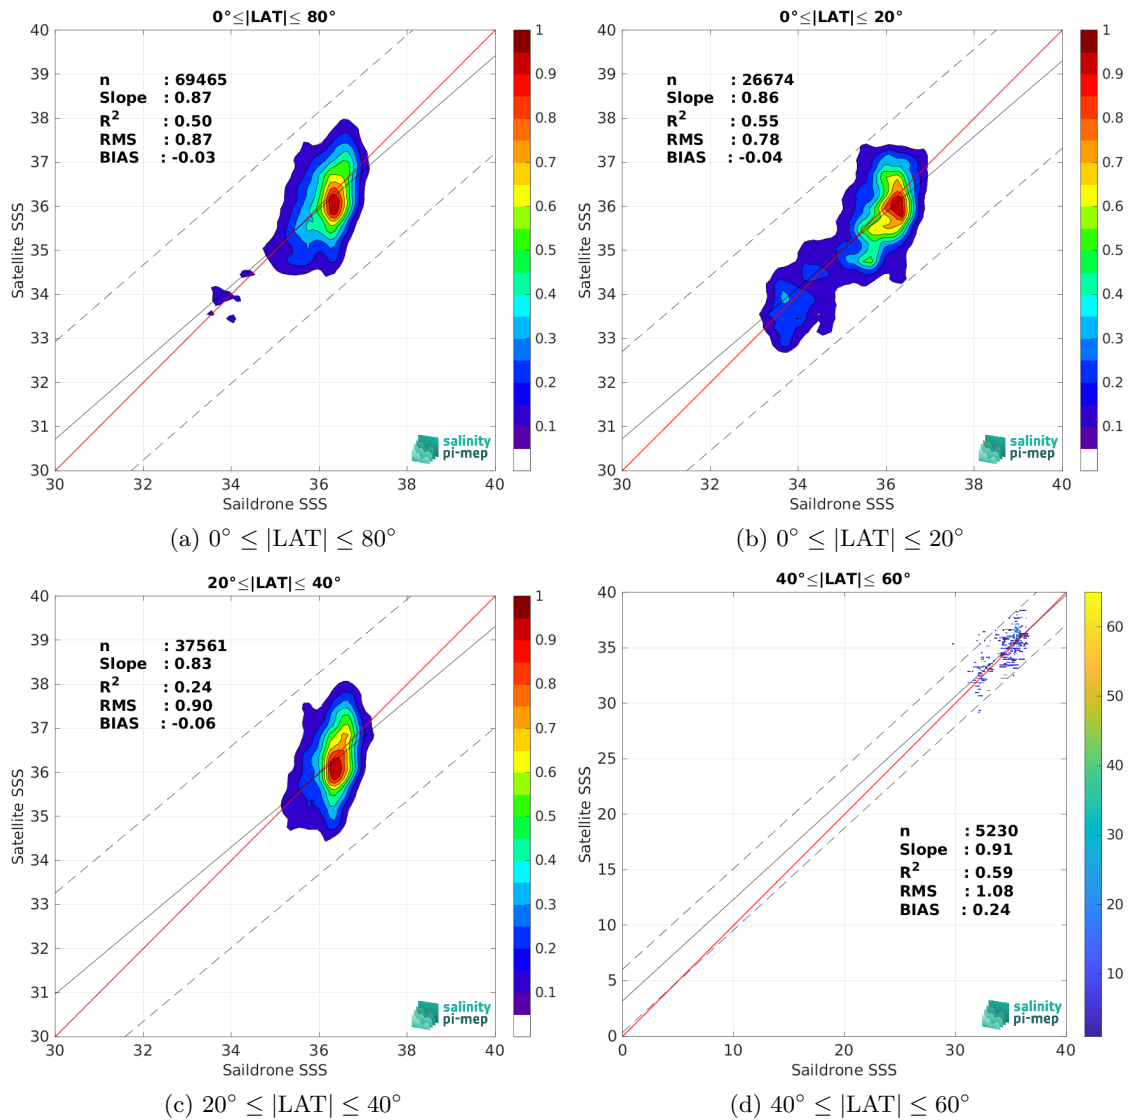 0°≤|LAT|≤ 80°
40
39
38
37
36
35
34
33
32
31
30
Satellite SSS
n : 69465
Slope : 0.87
R² : 0.50
RMS : 0.87
BIAS : -0.03
1
0.9
0.8
0.7
0.6
0.5
0.4
0.3
0.2
0.1
salinity
pi-mep
30 32 34 36 38 40
Saildrone SSS
(a) 0° ≤ |LAT| ≤ 80°
0°≤|LAT|≤ 20°
40
39
38
37
36
35
34
33
32
31
30
Satellite SSS
n : 26674
Slope : 0.86
R² : 0.55
RMS : 0.78
BIAS : -0.04
1
0.9
0.8
0.7
0.6
0.5
0.4
0.3
0.2
0.1
salinity
pi-mep
30 32 34 36 38 40
Saildrone SSS
(b) 0° ≤ |LAT| ≤ 20°
20°≤|LAT|≤ 40°
40
39
38
37
36
35
34
33
32
31
30
Satellite SSS
n : 37561
Slope : 0.83
R² : 0.24
RMS : 0.90
BIAS : -0.06
1
0.9
0.8
0.7
0.6
0.5
0.4
0.3
0.2
0.1
salinity
pi-mep
30 32 34 36 38 40
Saildrone SSS
(c) 20° ≤ |LAT| ≤ 40°
40°≤|LAT|≤ 60°
40
35
30
25
20
15
10
5
0
Satellite SSS
n : 5230
Slope : 0.91
R² : 0.59
RMS : 1.08
BIAS : 0.24
60
50
40
30
20
10
salinity
pi-mep
0 10 20 30 40
Saildrone SSS
(d) 40° ≤ |LAT| ≤ 60°